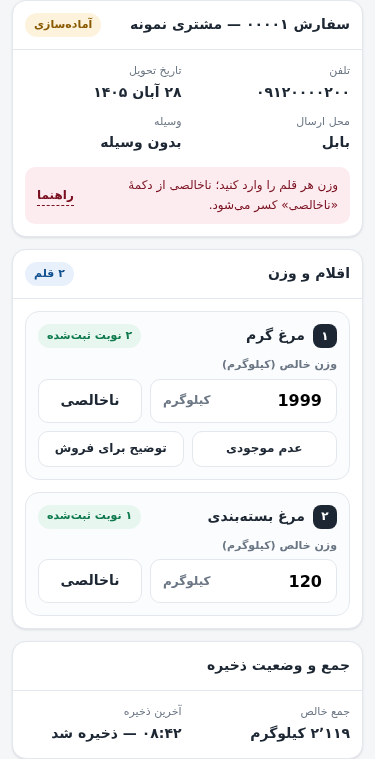 سفارش ۰۰۰۰۱ — مشتری نمونه
آماده‌سازی
تلفن
تاریخ تحویل
۰۹۱۲۰۰۰۰۲۰۰
۲۸ آبان ۱۴۰۵
محل ارسال
وسیله
بابل
بدون وسیله
وزن هر قلم را وارد کنید؛ ناخالصی از دکمهٔ
«ناخالصی» کسر می‌شود.
راهنما
اقلام و وزن
۲ قلم
۱
مرغ گرم
۲ نوبت ثبت‌شده
وزن خالص (کیلوگرم)
1999
کیلوگرم
ناخالصی
عدم موجودی
توضیح برای فروش
۲
مرغ بسته‌بندی
۱ نوبت ثبت‌شده
وزن خالص (کیلوگرم)
120
کیلوگرم
ناخالصی
جمع و وضعیت ذخیره
جمع خالص
آخرین ذخیره
۲٬۱۱۹ کیلوگرم
۰۸:۴۲ — ذخیره شد